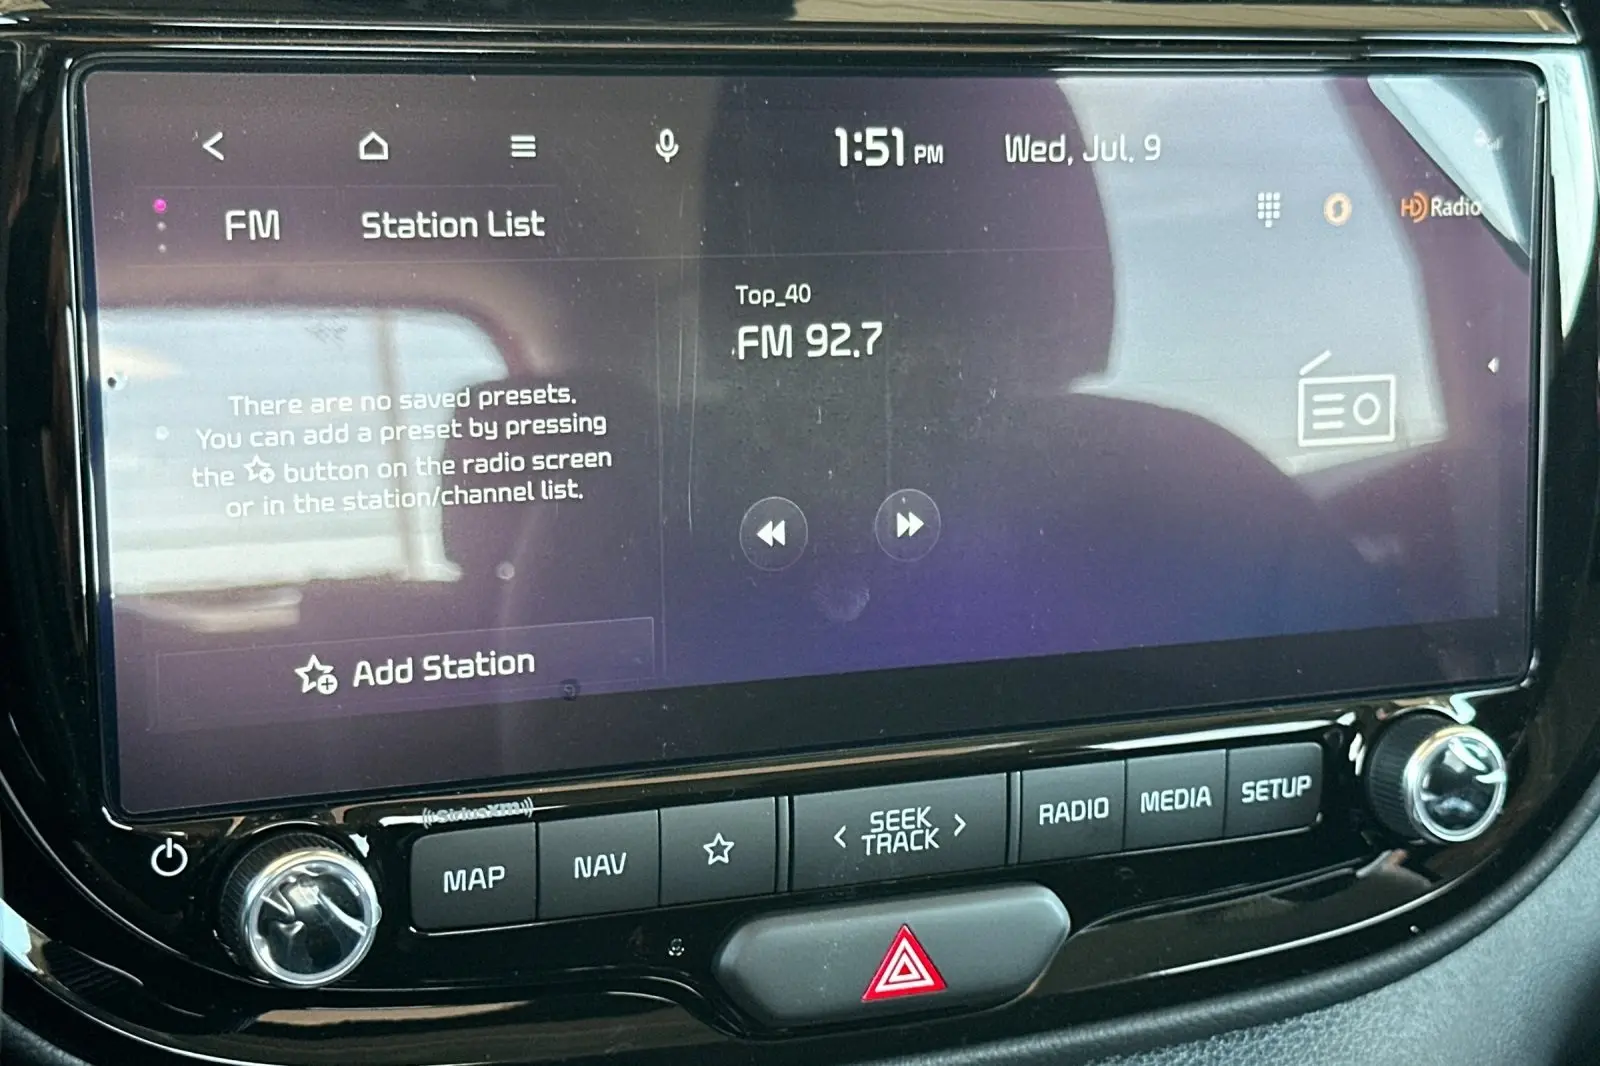 1:51 PM Wed, Jul. 9
FM Station List
HD Radio
Top_40
FM 92.7
There are no saved presets.
You can add a preset by pressing
the button on the radio screen
or in the station/channel list.
Add Station
((SiriusXM))
MAP NAV < SEEK > RADIO MEDIA SETUP
TRACK